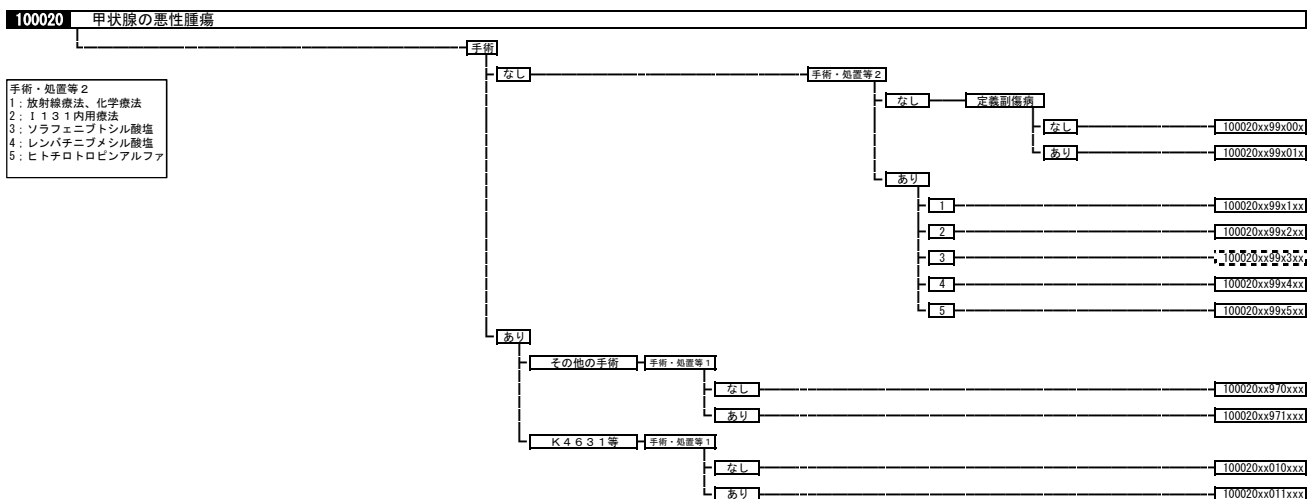 100020 甲状腺の悪性腫瘍
手術
なし 手術・処置等2
手術・処置等2
1；放射線療法、化学療法
2；I131内用療法
3；ソラフェニブトシル酸塩
4；レンバチニブメシル酸塩
5；ヒトチロトロピンアルファ
なし 定義副傷病
なし 100020xx99x00x
あり 100020xx99x01x
あり
1 100020xx99x1xx
2 100020xx99x2xx
3 100020xx99x3xx
4 100020xx99x4xx
5 100020xx99x5xx
あり
その他の手術 手術・処置等1
なし 100020xx970xxx
あり 100020xx971xxx
K4631等 手術・処置等1
なし 100020xx010xxx
あり 100020xx011xxx